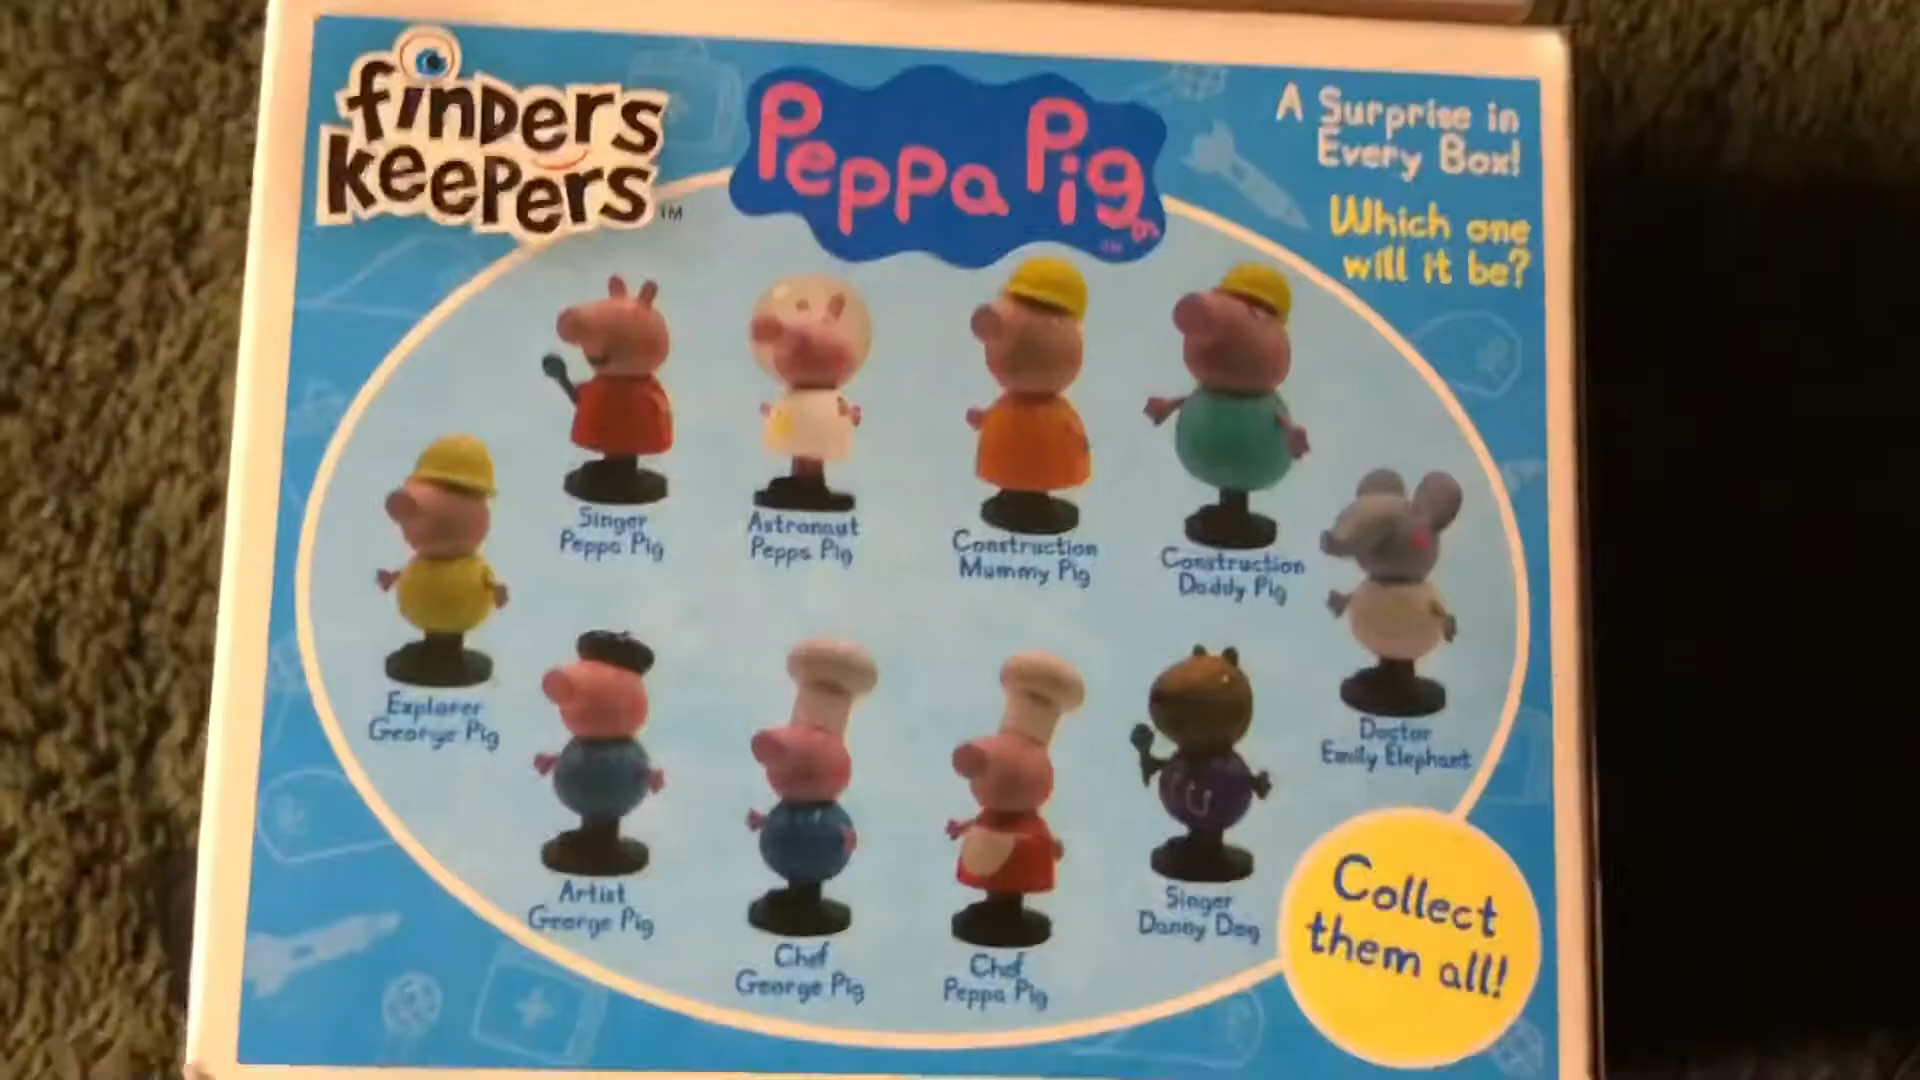 finders
keepers
TM
Peppa Pig
TM
A Surprise in
Every Box!
Which one
will it be?
Singer
Peppa Pig
Astronaut
Peppa Pig
Construction
Mummy Pig
Construction
Daddy Pig
Explorer
George Pig
Doctor
Emily Elephant
Artist
George Pig
Chef
George Pig
Chef
Peppa Pig
Singer
Danny Dog
Collect
them all!